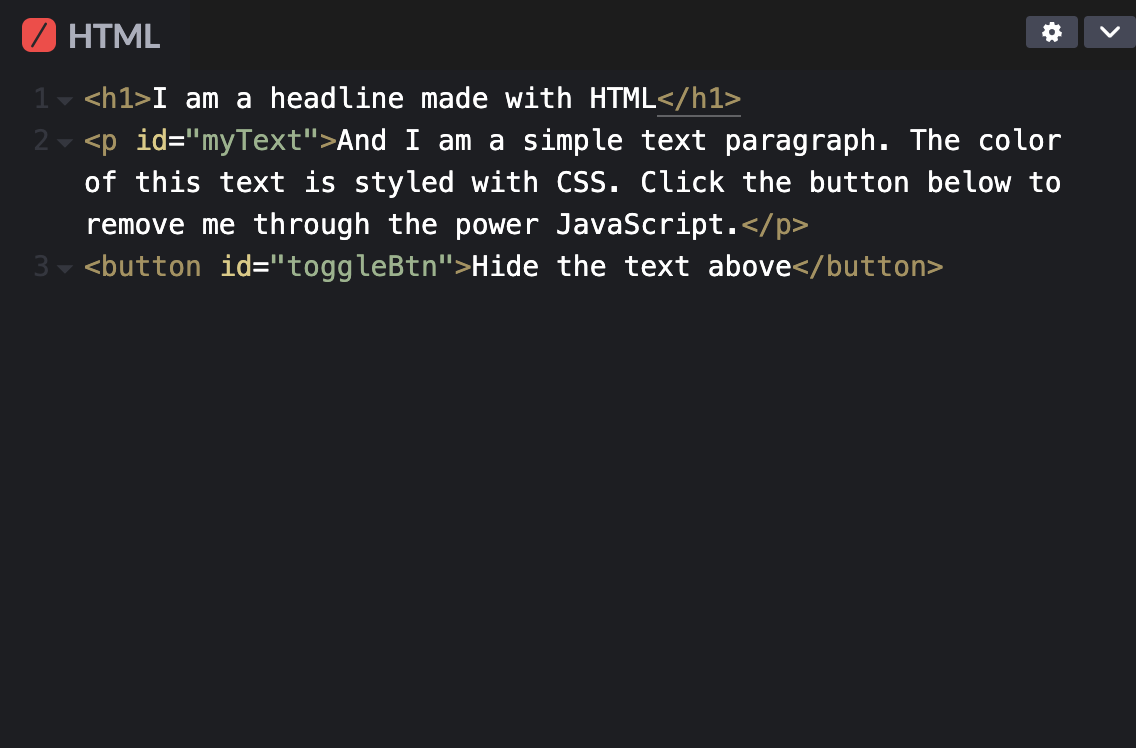 HTML
1 <h1>I am a headline made with HTML</h1>
2 <p id="myText">And I am a simple text paragraph. The color
of this text is styled with CSS. Click the button below to
remove me through the power JavaScript.</p>
3 <button id="toggleBtn">Hide the text above</button>